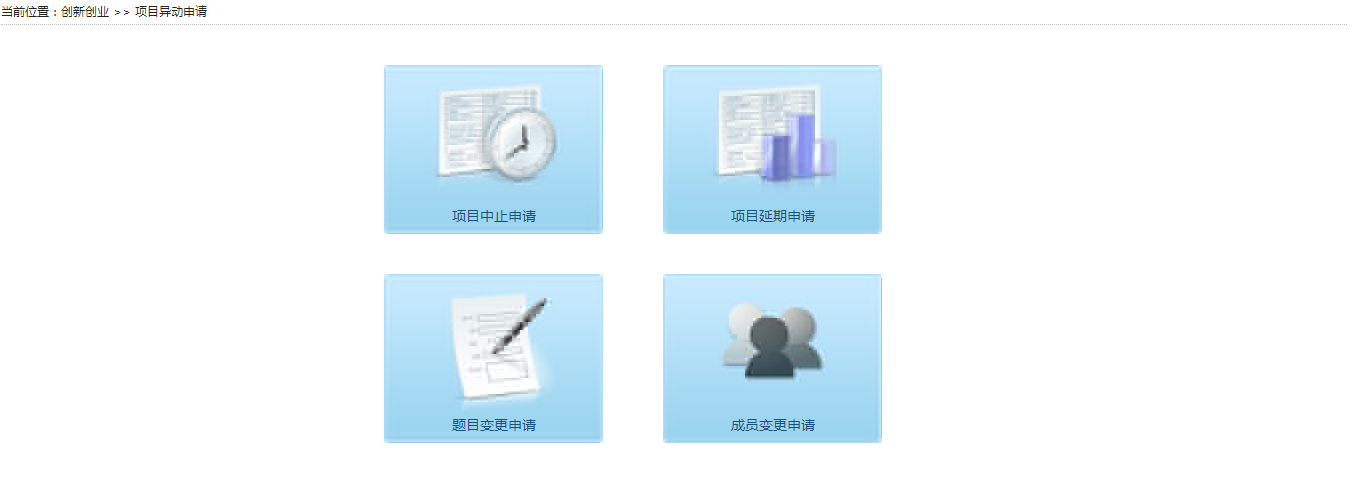 当前位置：创新创业 >> 项目异动申请
项目中止申请
项目延期申请
题目变更申请
成员变更申请